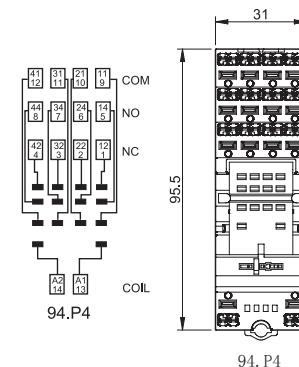 31
41 31 21 11
12 11 10 9
COM
44 34 24 14
8 7 6 5
NO
42 32 22 12
4 3 2 1
NC
95.5
A2 A1
14 13
COIL
94.P4
94.P4